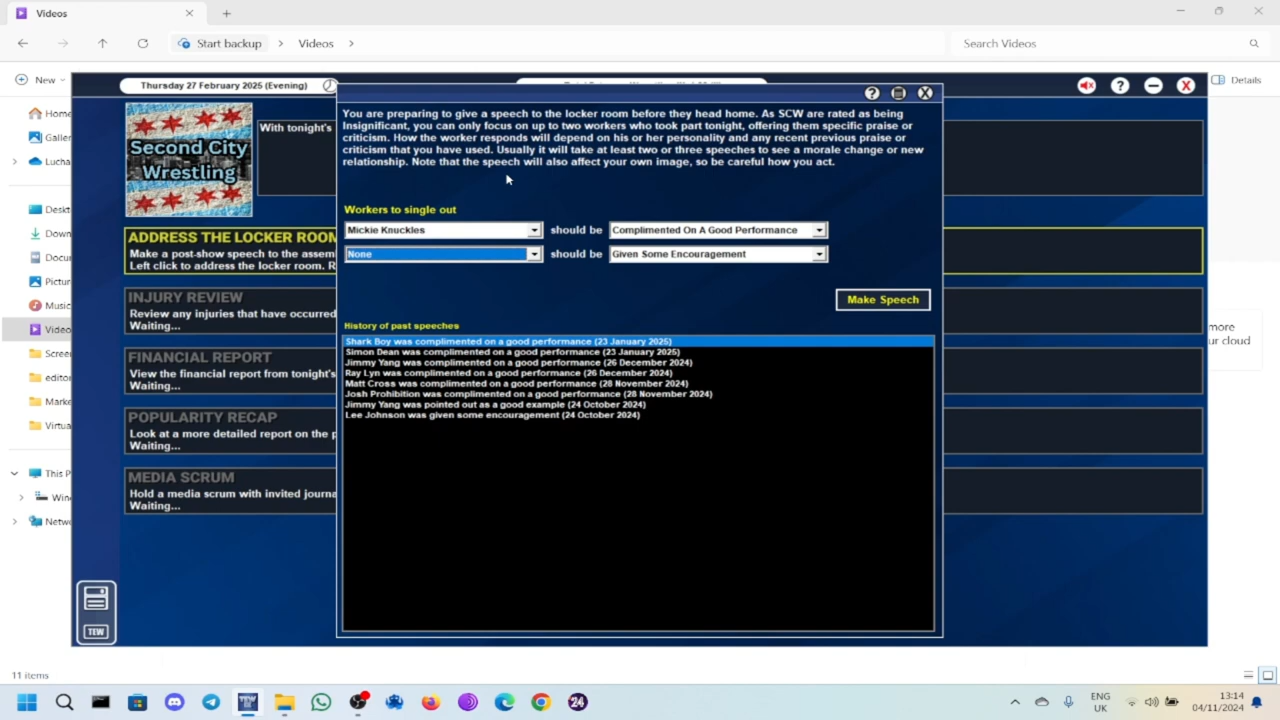 Videos
Start backup
Videos
Search Videos
New
Details
Home
Deskt
Down
Pictur
Music
Video
Scree
Marke
Virtua
This P
Netwo
Thursday 27 February 2025 (Evening)
Second City
Wrestling
With tonight's
ADDRESS THE LOCKER ROOM
Make a post-show speech to the assem
Left click to address the locker room. R
INJURY REVIEW
Review any injuries that have occurred
Waiting...
FINANCIAL REPORT
View the financial report from tonight's
Waiting...
POPULARITY RECAP
Look at a more detailed report on the p
Waiting...
MEDIA SCRUM
Hold a media scrum with invited journa
Waiting...
TEW
You are preparing to give a speech to the locker room before they head home. As SCW are rated as being
Insignificant, you can only focus on up to two workers who took part tonight, offering them specific praise or
criticism. How the worker responds will depend on his or her personality and any recent previous praise or
criticism that you have used. Usually it will take at least two or three speeches to see a morale change or new
relationship. Note that the speech will also affect your own image, so be careful how you act.
Workers to single out
Mickie Knuckles should be Complimented On A Good Performance
None should be Given Some Encouragement
Make Speech
History of past speeches
Shark Boy was complimented on a good performance (23 January 2025)
Simon Dean was complimented on a good performance (23 January 2025)
Jimmy Yang was complimented on a good performance (26 December 2024)
Ray Lyn was complimented on a good performance (26 December 2024)
Matt Cross was complimented on a good performance (28 November 2024)
Josh Prohibition was complimented on a good performance (28 November 2024)
Jimmy Yang was pointed out as a good example (24 October 2024)
Lee Johnson was given some encouragement (24 October 2024)
more
ur cloud
11 items
ENG
UK
13:14
04/11/2024